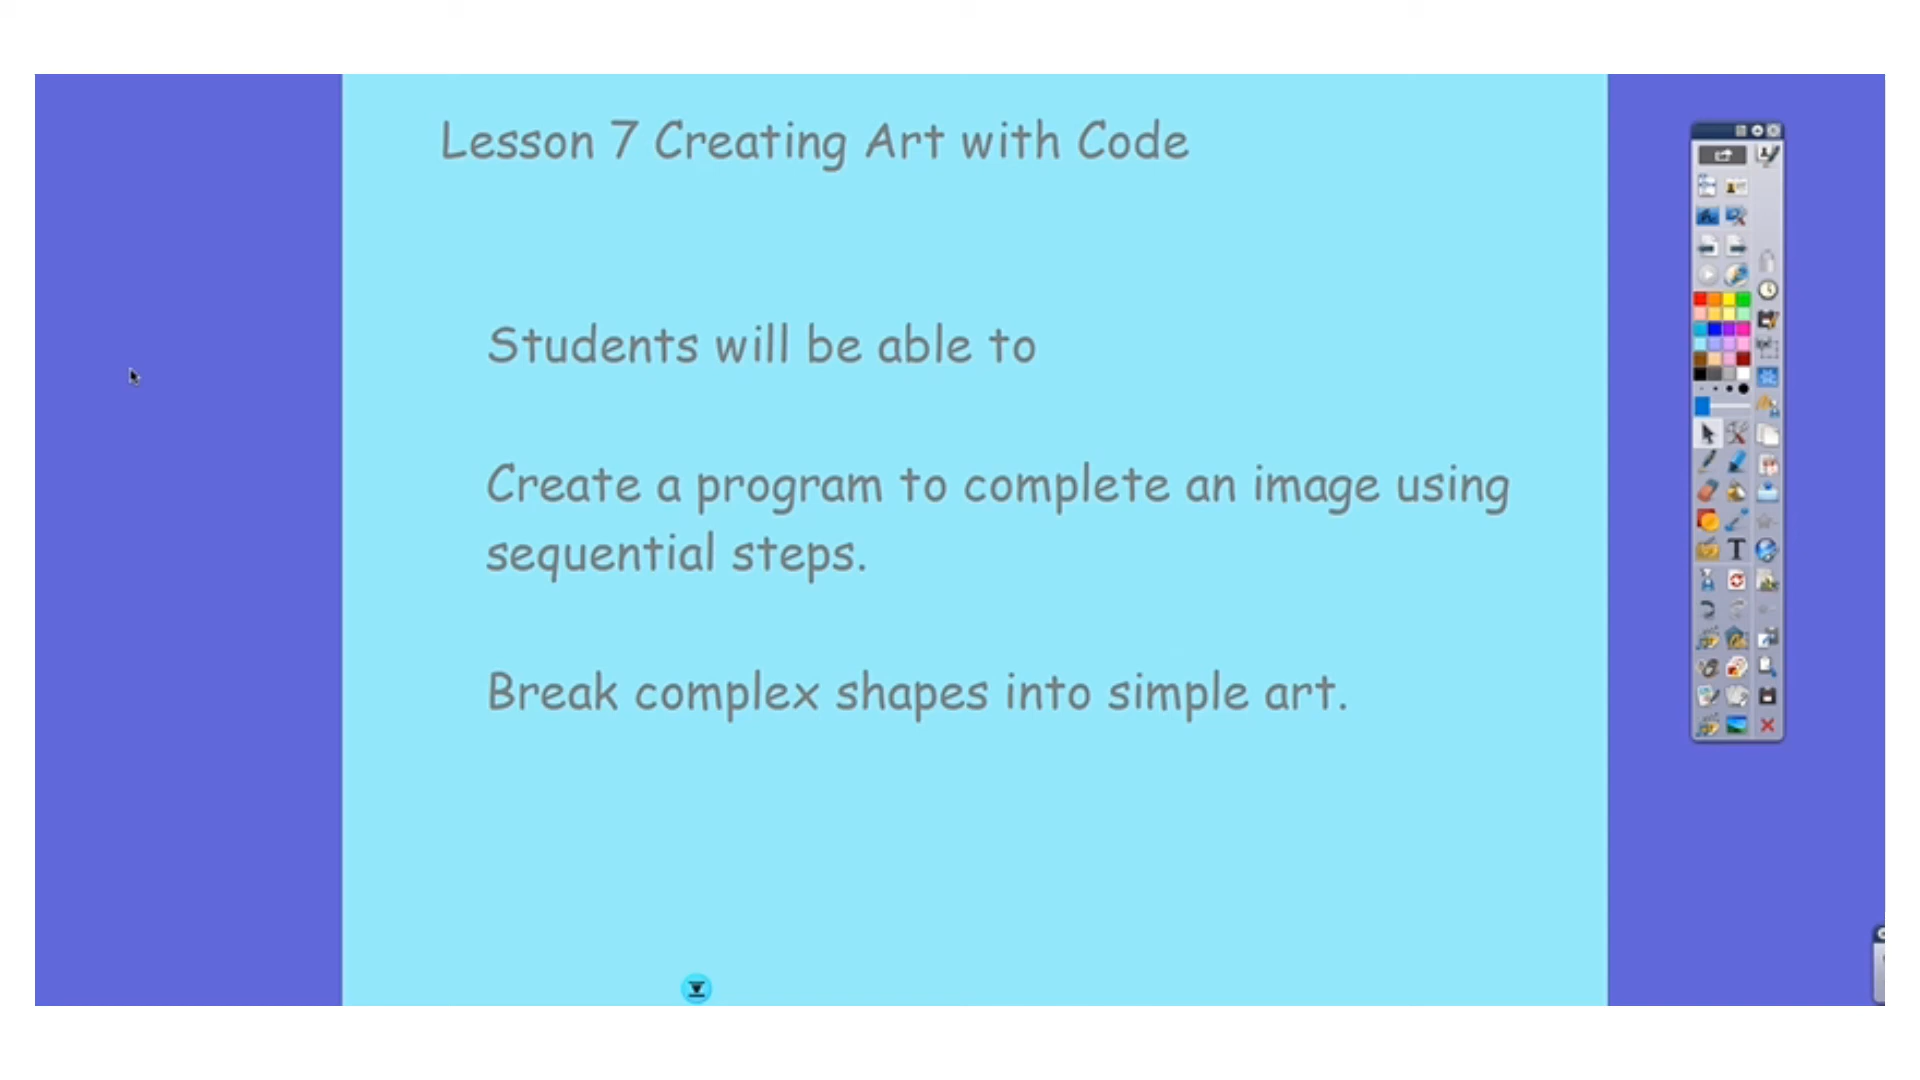 Lesson 7 Creating Art with Code
Students will be able to
Create a program to complete an image using
sequential steps.
Break complex shapes into simple art.